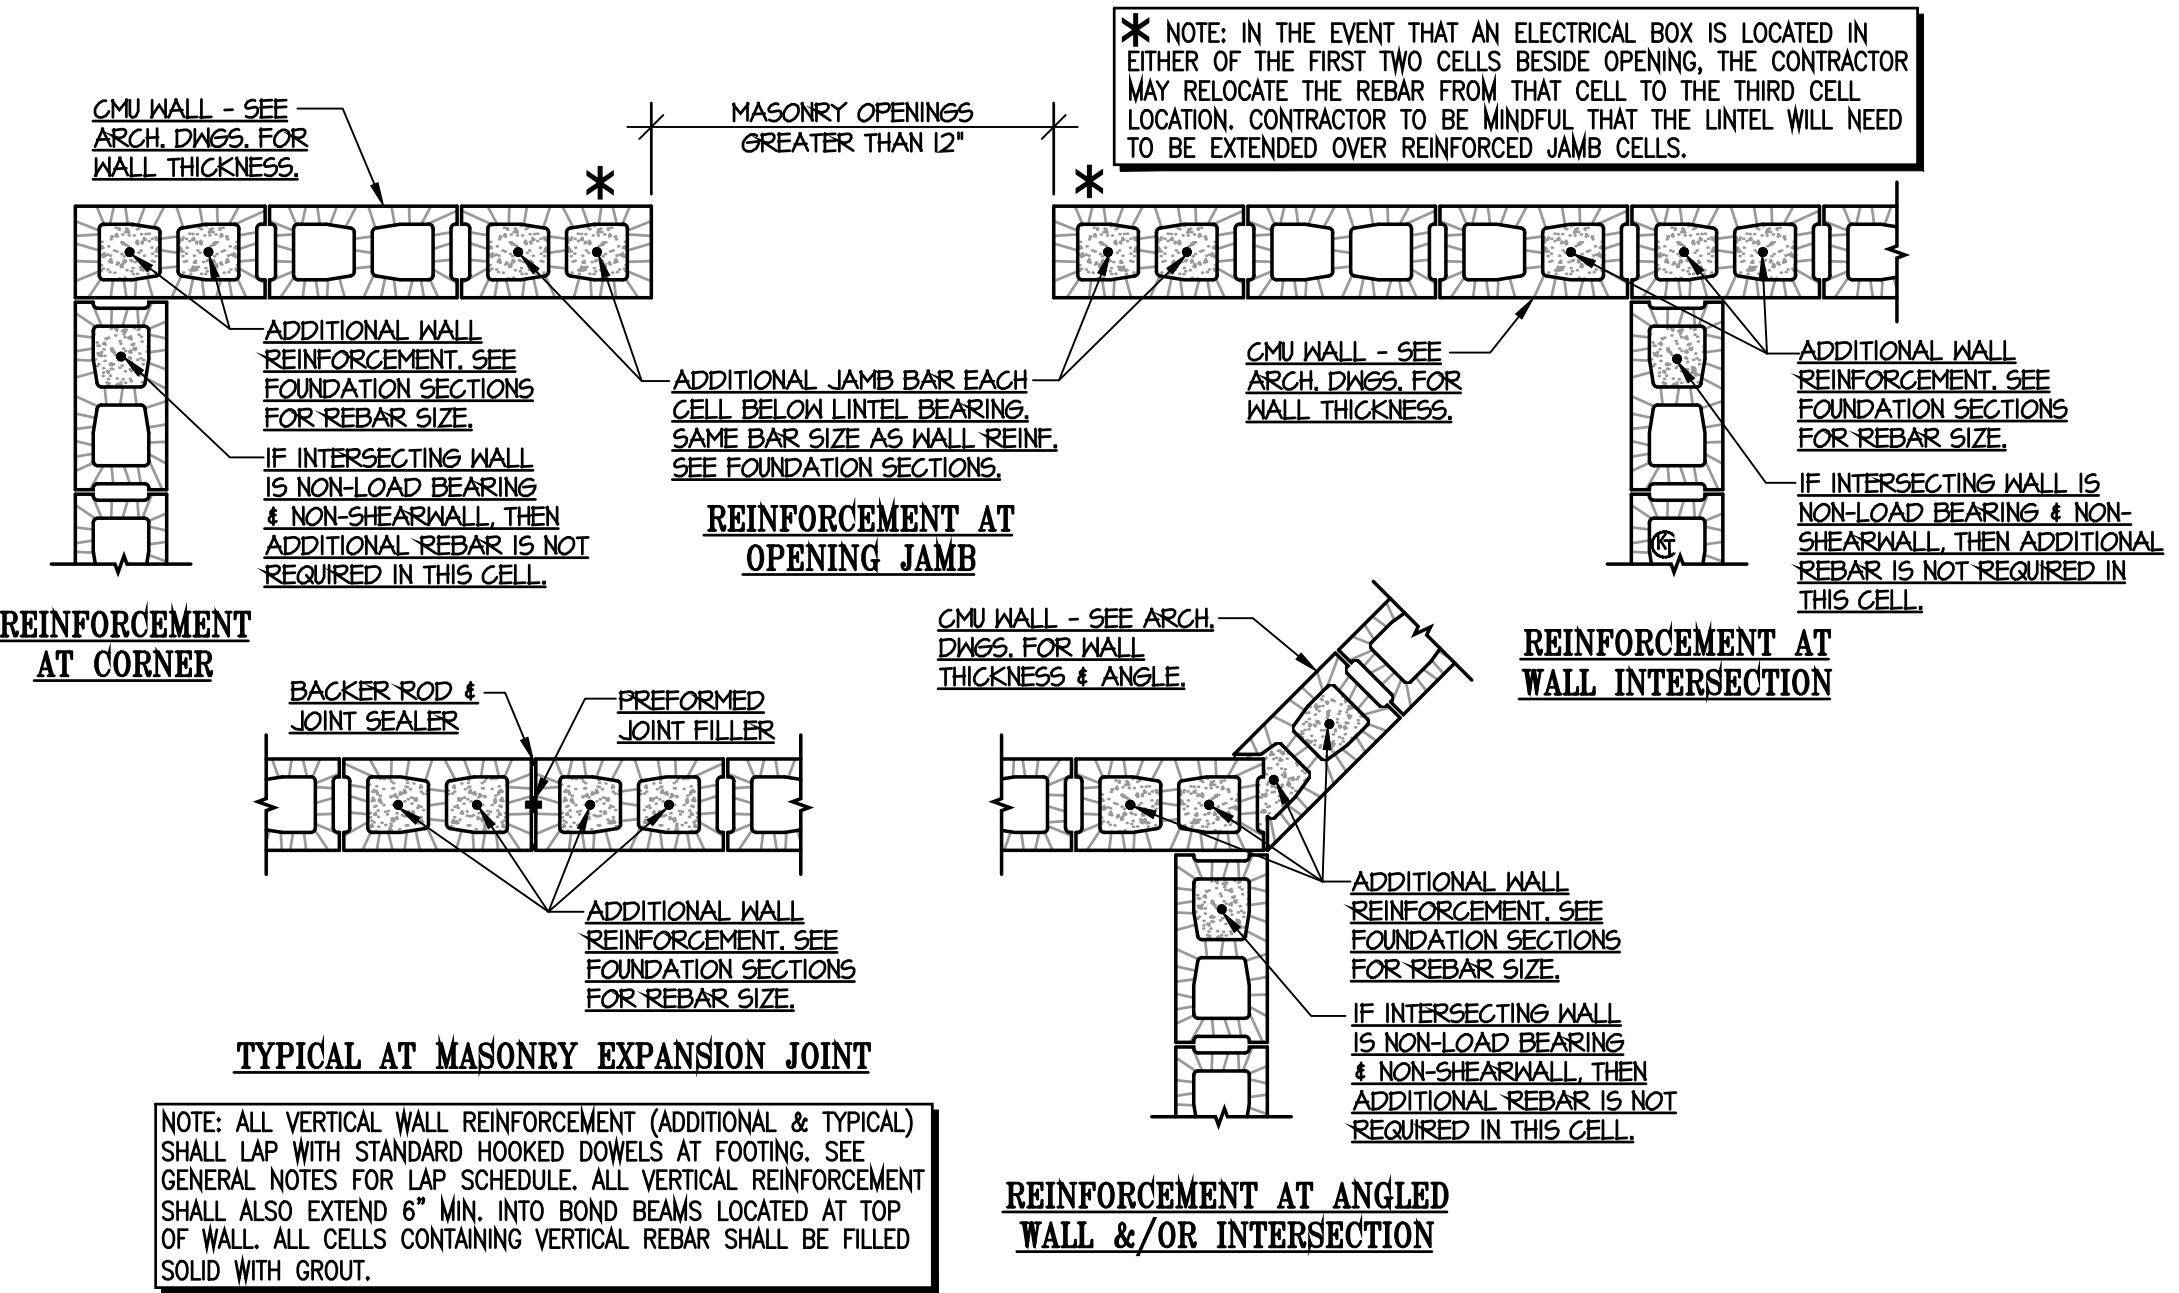 ✱ NOTE: IN THE EVENT THAT AN ELECTRICAL BOX IS LOCATED IN
EITHER OF THE FIRST TWO CELLS BESIDE OPENING, THE CONTRACTOR
MAY RELOCATE THE REBAR FROM THAT CELL TO THE THIRD CELL
LOCATION. CONTRACTOR TO BE MINDFUL THAT THE LINTEL WILL NEED
TO BE EXTENDED OVER REINFORCED JAMB CELLS.
CMU WALL - SEE
ARCH. DWGS. FOR
WALL THICKNESS.
MASONRY OPENINGS
GREATER THAN 12"
✱
✱
ADDITIONAL WALL
REINFORCEMENT. SEE
FOUNDATION SECTIONS
FOR REBAR SIZE.
IF INTERSECTING WALL
IS NON-LOAD BEARING
& NON-SHEARWALL, THEN
ADDITIONAL REBAR IS NOT
REQUIRED IN THIS CELL.
REINFORCEMENT
AT CORNER
ADDITIONAL JAMB BAR EACH
CELL BELOW LINTEL BEARING.
SAME BAR SIZE AS WALL REINF.
SEE FOUNDATION SECTIONS.
REINFORCEMENT AT
OPENING JAMB
CMU WALL - SEE
ARCH. DWGS. FOR
WALL THICKNESS.
ADDITIONAL WALL
REINFORCEMENT. SEE
FOUNDATION SECTIONS
FOR REBAR SIZE.
IF INTERSECTING WALL IS
NON-LOAD BEARING & NON-
SHEARWALL, THEN ADDITIONAL
REBAR IS NOT REQUIRED IN
THIS CELL.
REINFORCEMENT AT
WALL INTERSECTION
BACKER ROD &
JOINT SEALER
PREFORMED
JOINT FILLER
ADDITIONAL WALL
REINFORCEMENT. SEE
FOUNDATION SECTIONS
FOR REBAR SIZE.
TYPICAL AT MASONRY EXPANSION JOINT
CMU WALL - SEE ARCH.
DWGS. FOR WALL
THICKNESS & ANGLE.
ADDITIONAL WALL
REINFORCEMENT. SEE
FOUNDATION SECTIONS
FOR REBAR SIZE.
IF INTERSECTING WALL
IS NON-LOAD BEARING
& NON-SHEARWALL, THEN
ADDITIONAL REBAR IS NOT
REQUIRED IN THIS CELL.
REINFORCEMENT AT ANGLED
WALL &/OR INTERSECTION
NOTE: ALL VERTICAL WALL REINFORCEMENT (ADDITIONAL & TYPICAL)
SHALL LAP WITH STANDARD HOOKED DOWELS AT FOOTING. SEE
GENERAL NOTES FOR LAP SCHEDULE. ALL VERTICAL REINFORCEMENT
SHALL ALSO EXTEND 6" MIN. INTO BOND BEAMS LOCATED AT TOP
OF WALL. ALL CELLS CONTAINING VERTICAL REBAR SHALL BE FILLED
SOLID WITH GROUT.